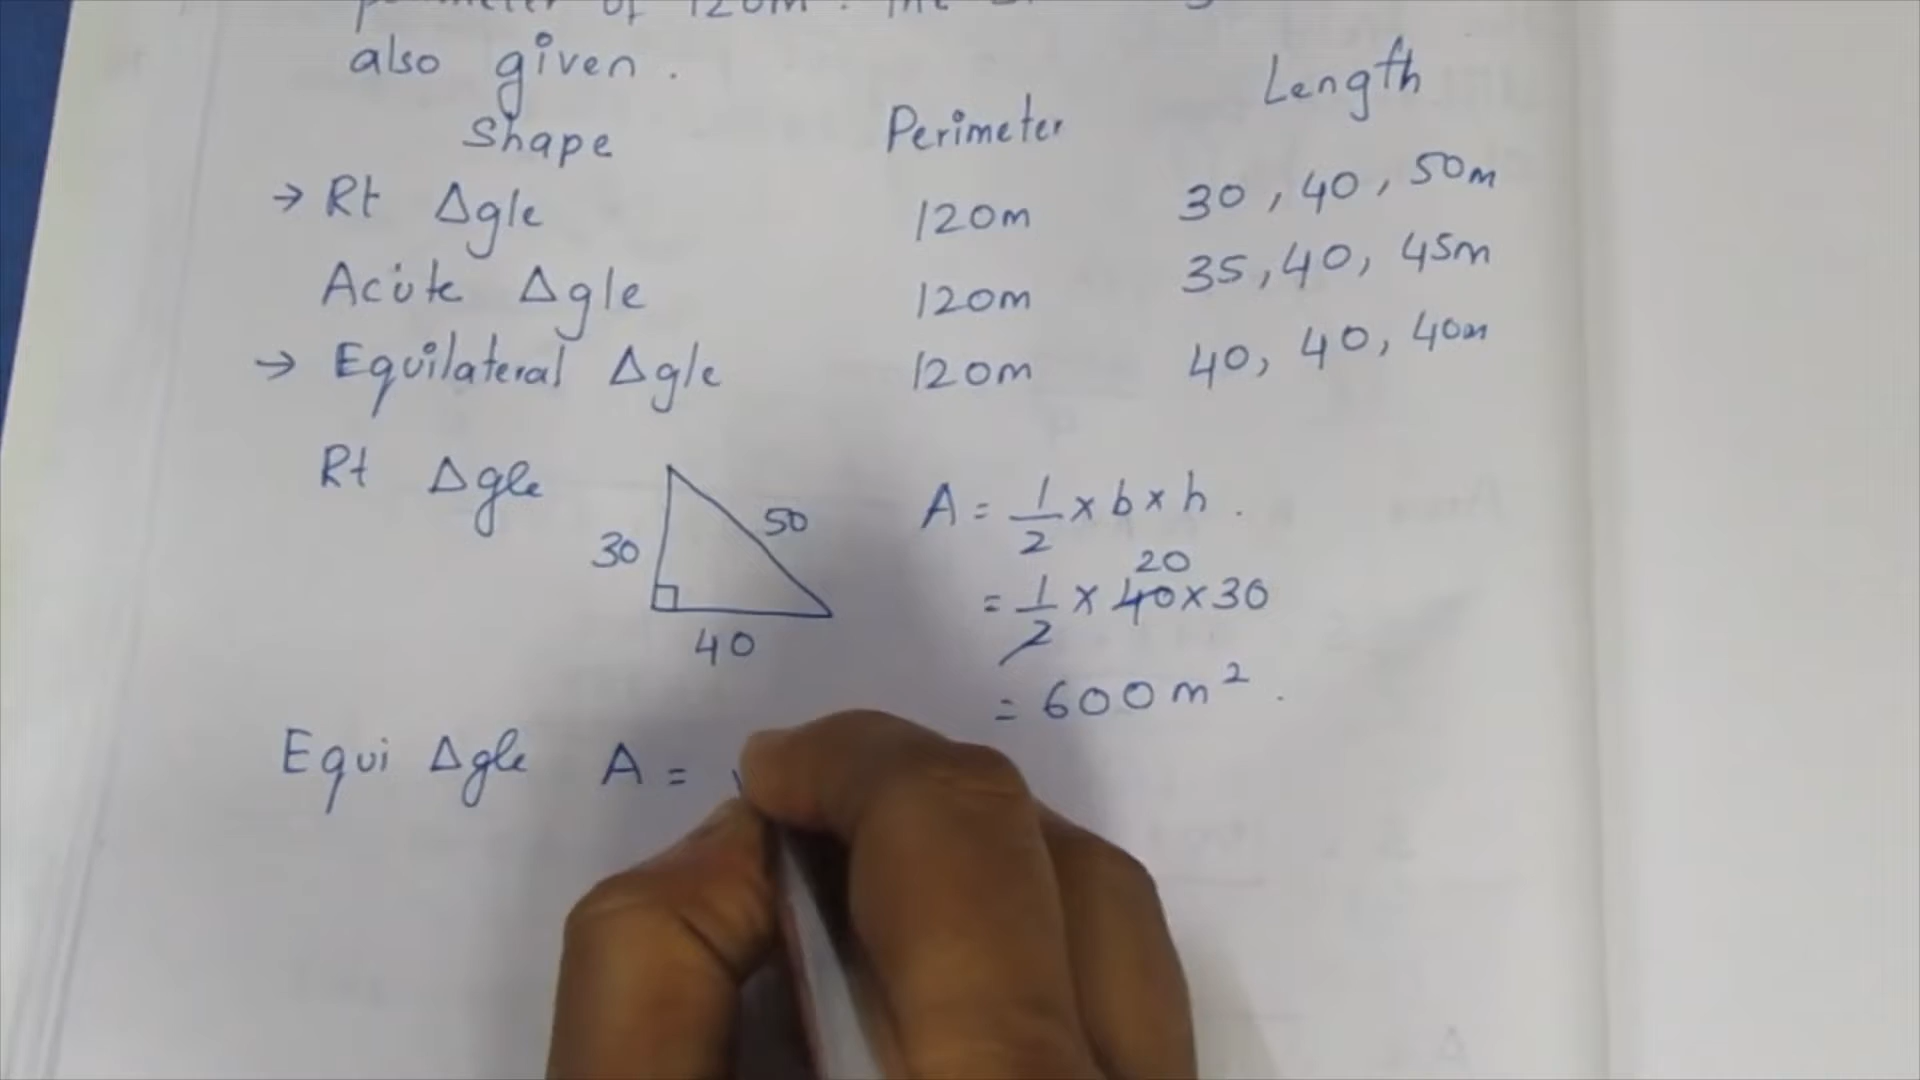 of 120m.
also given.
Shape Perimeter Length
→ Rt Δgle 120m 30, 40, 50m
Acute Δgle 120m 35, 40, 45m
→ Equilateral Δgle 120m 40, 40, 40m
Rt Δgle 30 50 40
A = 1/2 × b × h.
20
= 1/2 × 40 × 30
= 600 m².
Equi Δgle A =